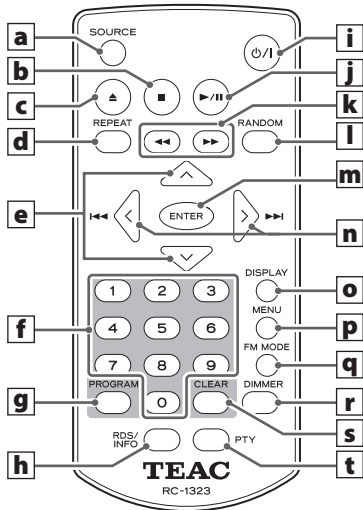 SOURCE
a
⏻/I
i
b
■
▶/II
j
c
▲
k
REPEAT
RANDOM
d
◀◀
▶▶
l
m
e
I◀◀
ENTER
▶▶I
n
DISPLAY
o
1
2
3
MENU
p
f
4
5
6
FM MODE
q
7
8
9
PROGRAM
CLEAR
DIMMER
g
0
r
s
RDS/
INFO
PTY
h
t
TEAC
RC-1323